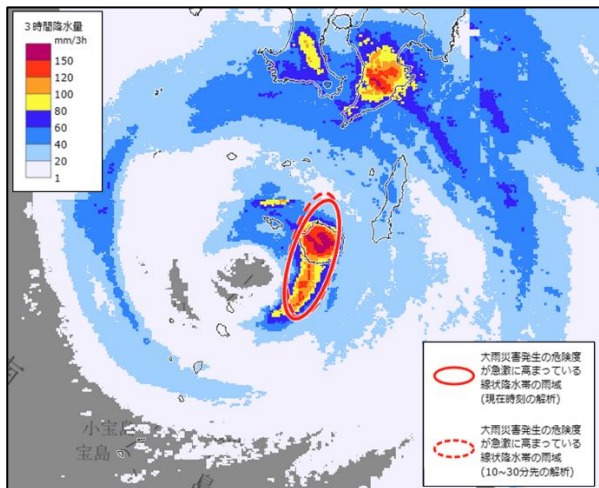 3時間降水量
mm/3h
150
120
100
80
60
40
20
1
小宝島
宝島
大雨災害発生の危険度
が急激に高まっている
線状降水帯の雨域
(現在時刻の解析)
大雨災害発生の危険度
が急激に高まっている
線状降水帯の雨域
(10~30分先の解析)